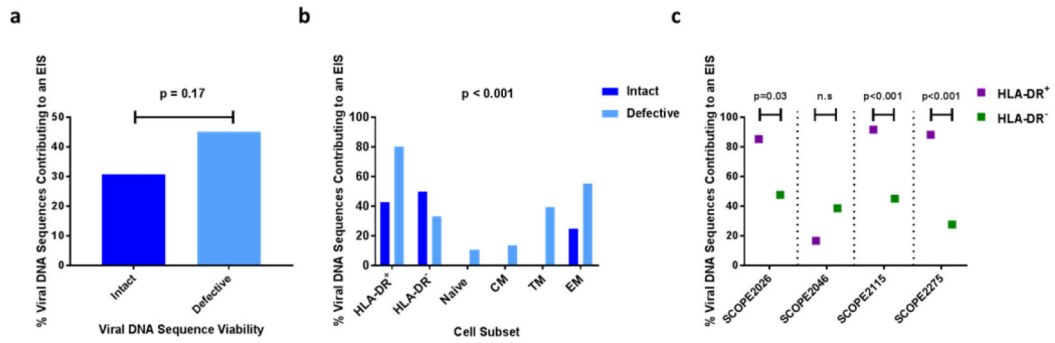 a
% Viral DNA Sequences Contributing to an EIS
p = 0.17
50
40
30
20
10
0
Intact
Defective
Viral DNA Sequence Viability
b
% Viral DNA Sequences Contributing to an EIS
p < 0.001
Intact
Defective
100
80
60
40
20
0
HLA-DR⁺
HLA-DR⁻
Naive
CM
TM
EM
Cell Subset
c
% Viral DNA Sequences Contributing to an EIS
p=0.03
n.s
p<0.001
p<0.001
HLA-DR⁺
HLA-DR⁻
100
80
60
40
20
0
SCOPE2026
SCOPE2046
SCOPE2115
SCOPE2275